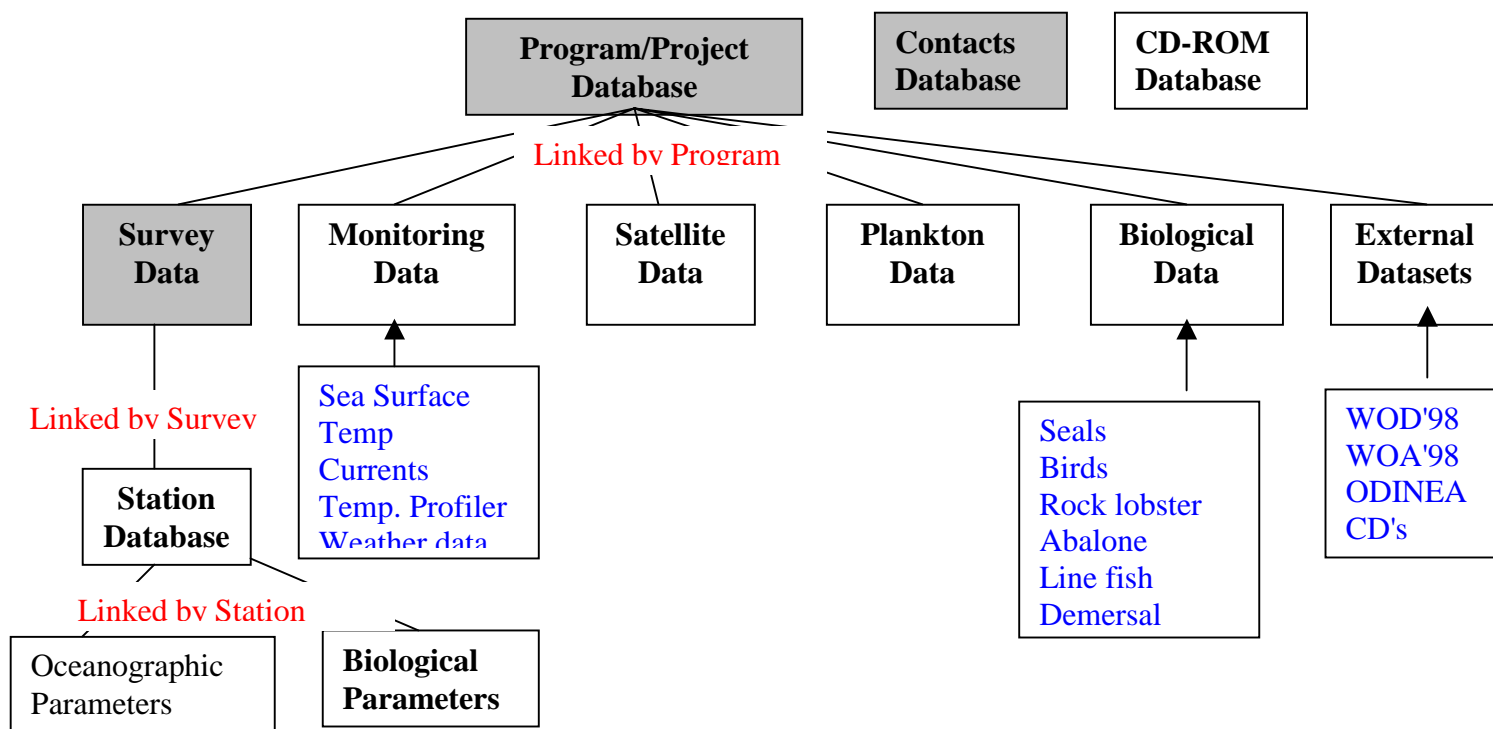 Program/Project
Database
Contacts
Database
CD-ROM
Database
Linked by Program
Survey
Data
Monitoring
Data
Satellite
Data
Plankton
Data
Biological
Data
External
Datasets
Linked by Survey
Sea Surface
Temp
Currents
Temp. Profiler
Weather data
Seals
Birds
Rock lobster
Abalone
Line fish
Demersal
WOD'98
WOA'98
ODINEA
CD's
Station
Database
Linked by Station
Oceanographic
Parameters
Biological
Parameters